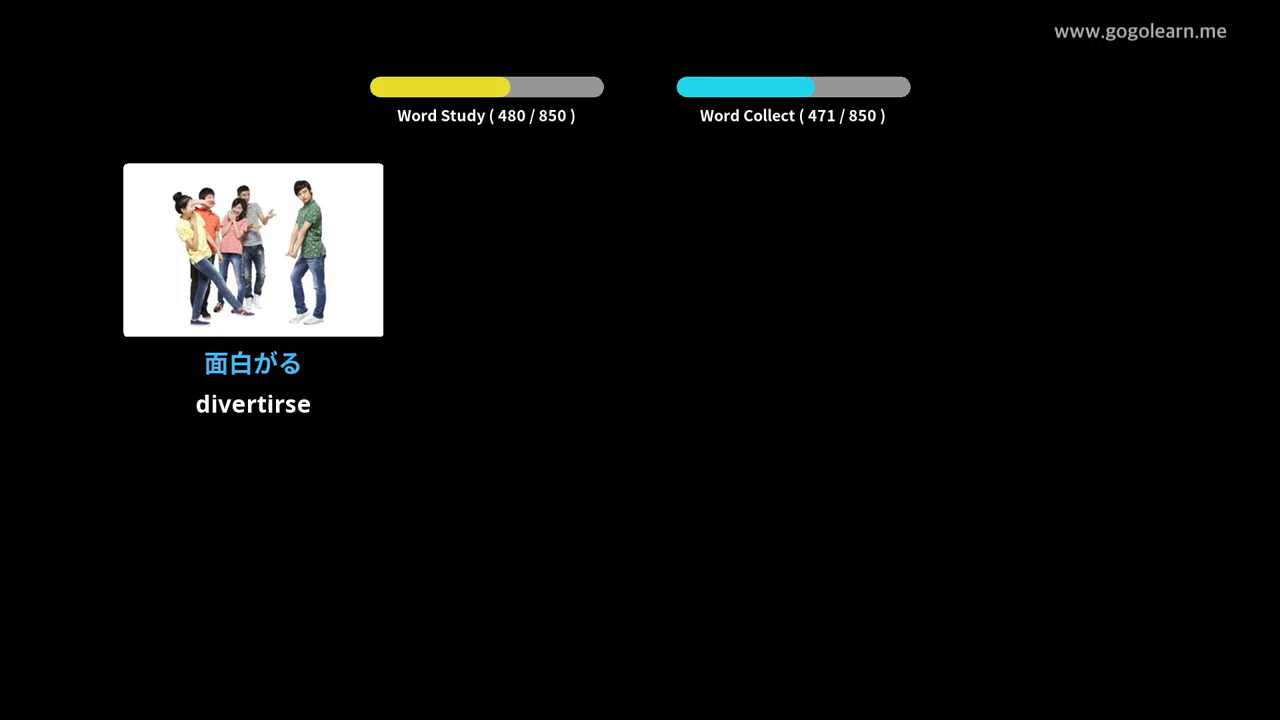 www.gogolearn.me
Word Study ( 480 / 850 )
Word Collect ( 471 / 850 )
面白がる
divertirse